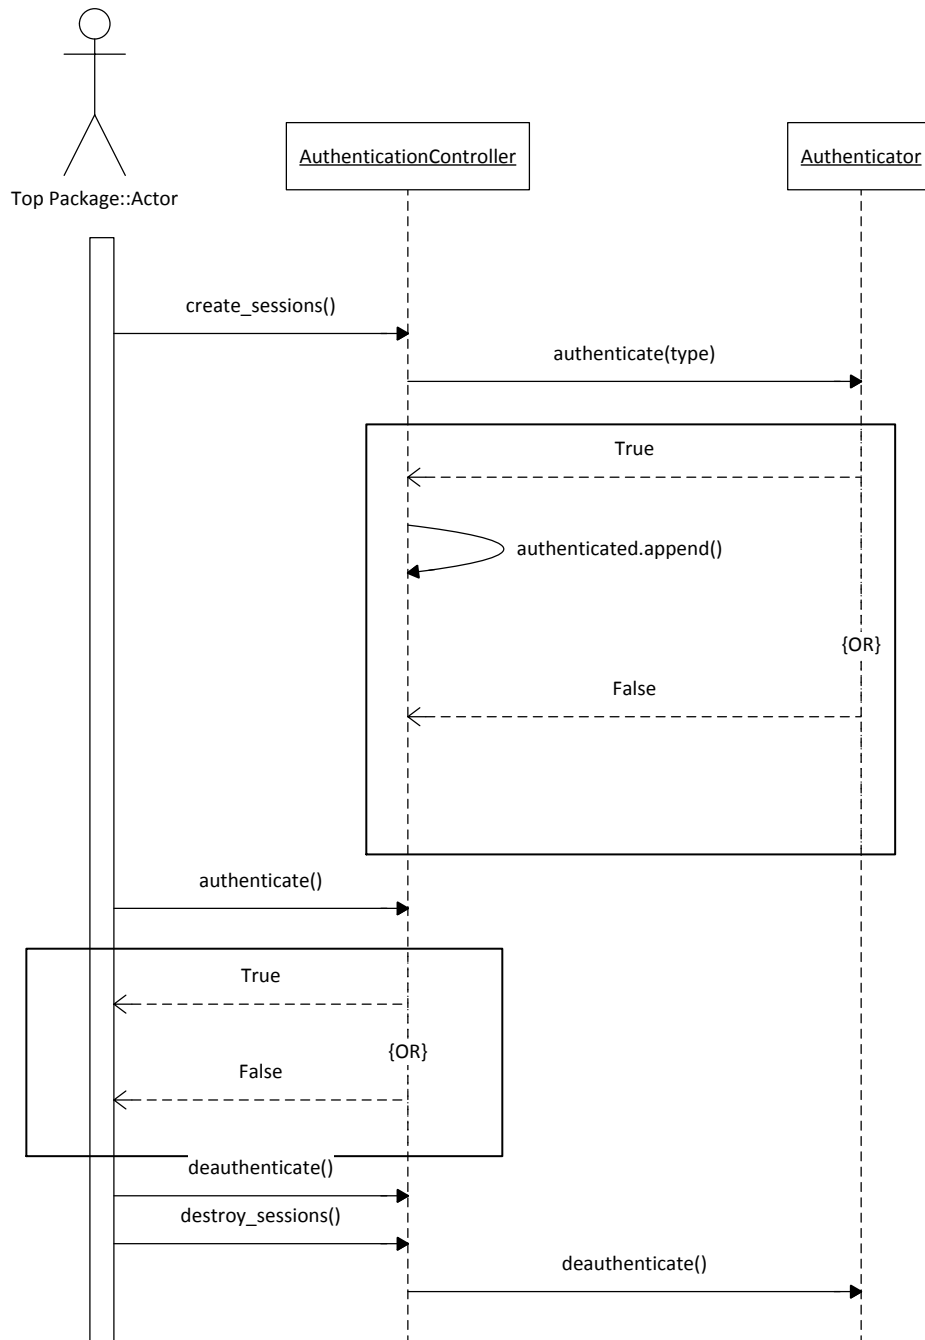 Top Package::Actor
AuthenticationController
Authenticator
create_sessions()
authenticate(type)
True
authenticated.append()
{OR}
False
authenticate()
True
{OR}
False
deauthenticate()
destroy_sessions()
deauthenticate()